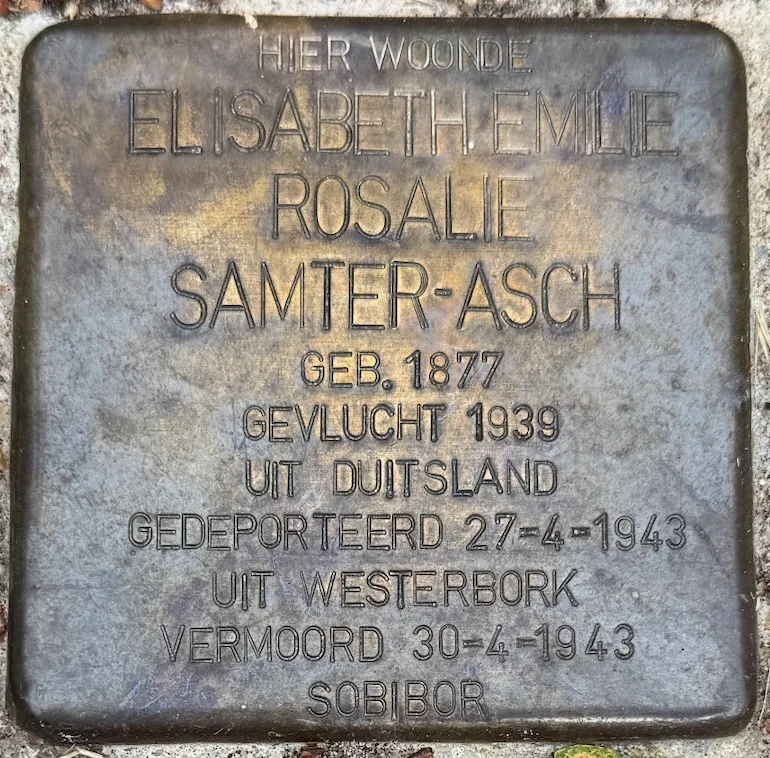 HIER WOONDE
ELISABETH EMILIE
ROSALIE
SAMTER-ASCH
GEB. 1877
GEVLUCHT 1939
UIT DUITSLAND
GEDEPORTEERD 27-4-1943
UIT WESTERBORK
VERMOORD 30-4-1943
SOBIBOR